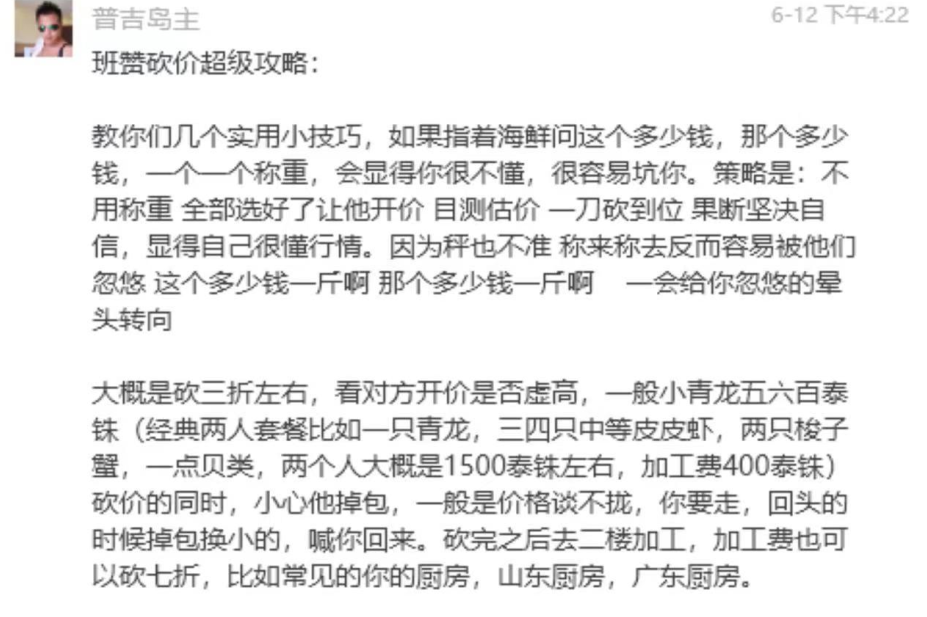 普吉岛主
6-12 下午4:22
班赞砍价超级攻略：
教你们几个实用小技巧，如果指着海鲜问这个多少钱，那个多少
钱，一个一个称重，会显得你很不懂，很容易坑你。策略是：不
用称重 全部选好了让他开价 目测估价 一刀砍到位 果断坚决自
信，显得自己很懂行情。因为秤也不准 称来称去反而容易被他们
忽悠 这个多少钱一斤啊 那个多少钱一斤啊 一会给你忽悠的晕
头转向
大概是砍三折左右，看对方开价是否虚高，一般小青龙五六百泰
铢（经典两人套餐比如一只青龙，三四只中等皮皮虾，两只梭子
蟹，一点贝类，两个人大概是1500泰铢左右，加工费400泰铢）
砍价的同时，小心他掉包，一般是价格谈不拢，你要走，回头的
时候掉包换小的，喊你回来。砍完之后去二楼加工，加工费也可
以砍七折，比如常见的你的厨房，山东厨房，广东厨房。